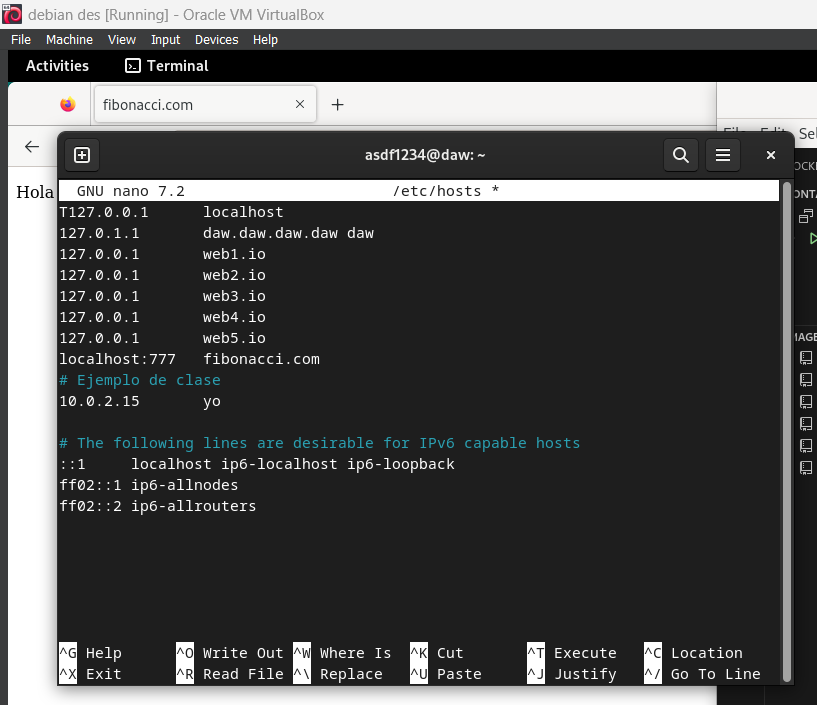 debian des [Running] - Oracle VM VirtualBox
File Machine View Input Devices Help
Activities Terminal
fibonacci.com
asdf1234@daw: ~
Hola
GNU nano 7.2 /etc/hosts *
T127.0.0.1 localhost
127.0.1.1 daw.daw.daw.daw daw
127.0.0.1 web1.io
127.0.0.1 web2.io
127.0.0.1 web3.io
127.0.0.1 web4.io
127.0.0.1 web5.io
localhost:777 fibonacci.com
# Ejemplo de clase
10.0.2.15 yo
# The following lines are desirable for IPv6 capable hosts
::1 localhost ip6-localhost ip6-loopback
ff02::1 ip6-allnodes
ff02::2 ip6-allrouters
^G Help ^O Write Out ^W Where Is ^K Cut ^T Execute ^C Location
^X Exit ^R Read File ^\ Replace ^U Paste ^J Justify ^/ Go To Line